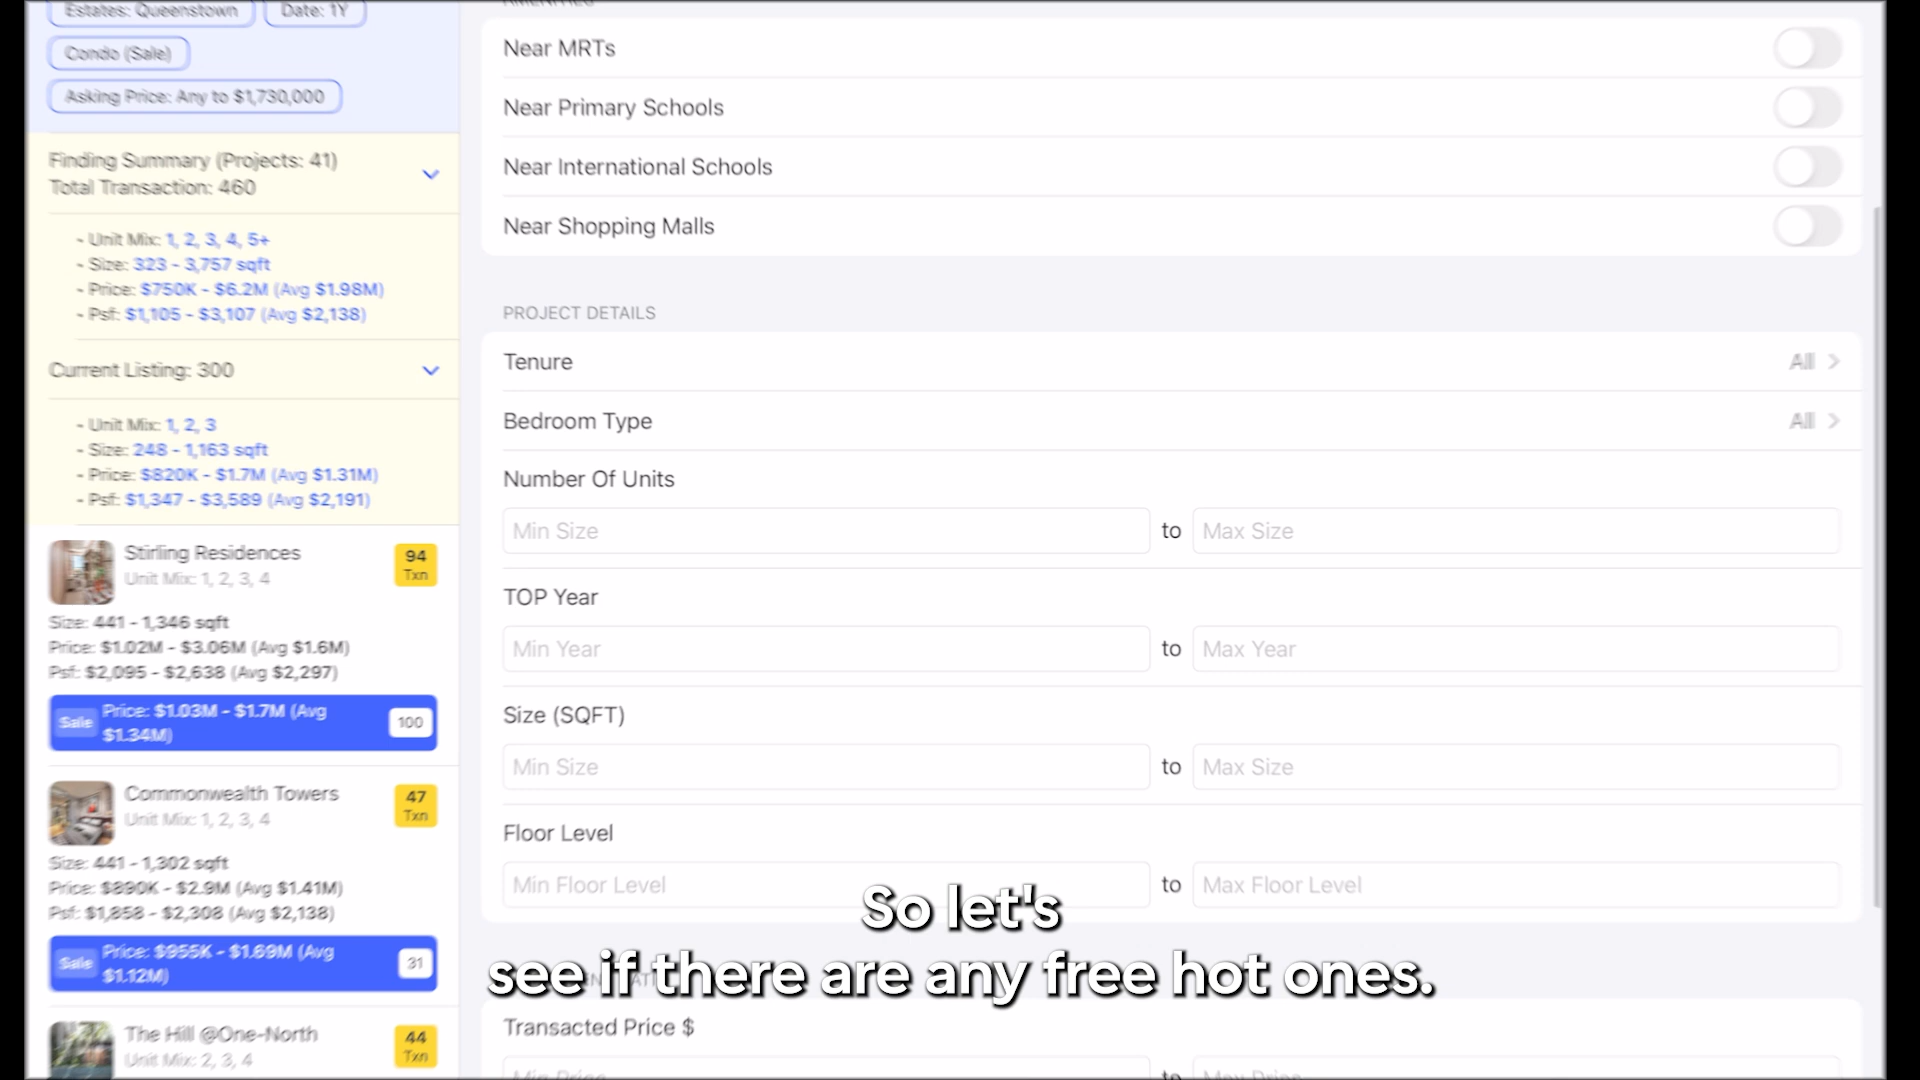 Estates: Queenstown
Date: 1Y
Condo (Sale)
Asking Price: Any to $1,730,000
Finding Summary (Projects: 41)
Total Transaction: 460
- Unit Mix: 1, 2, 3, 4, 5+
- Size: 323 - 3,757 sqft
- Price: $750K - $6.2M (Avg $1.98M)
- Psf: $1,105 - $3,107 (Avg $2,138)
Current Listing: 300
- Unit Mix: 1, 2, 3
- Size: 248 - 1,163 sqft
- Price: $820K - $1.7M (Avg $1.31M)
- Psf: $1,347 - $3,589 (Avg $2,191)
Stirling Residences
Unit Mix: 1, 2, 3, 4
94
Txn
Size: 441 - 1,346 sqft
Price: $1.02M - $3.06M (Avg $1.6M)
Psf: $2,095 - $2,638 (Avg $2,297)
Sale
Price: $1.03M - $1.7M (Avg
$1.34M)
100
Commonwealth Towers
Unit Mix: 1, 2, 3, 4
47
Txn
Size: 441 - 1,302 sqft
Price: $890K - $2.9M (Avg $1.41M)
Psf: $1,858 - $2,308 (Avg $2,138)
Sale
Price: $955K - $1.69M (Avg
$1.12M)
31
The Hill @One-North
Unit Mix: 2, 3, 4
44
Txn
AMENITIES
Near MRTs
Near Primary Schools
Near International Schools
Near Shopping Malls
PROJECT DETAILS
Tenure All
Bedroom Type All
Number Of Units
Min Size to Max Size
TOP Year
Min Year to Max Year
Size (SQFT)
Min Size to Max Size
Floor Level
Min Floor Level to Max Floor Level
Transacted Price $
Min Price to Max Price
So let's
see if there are any free hot ones.